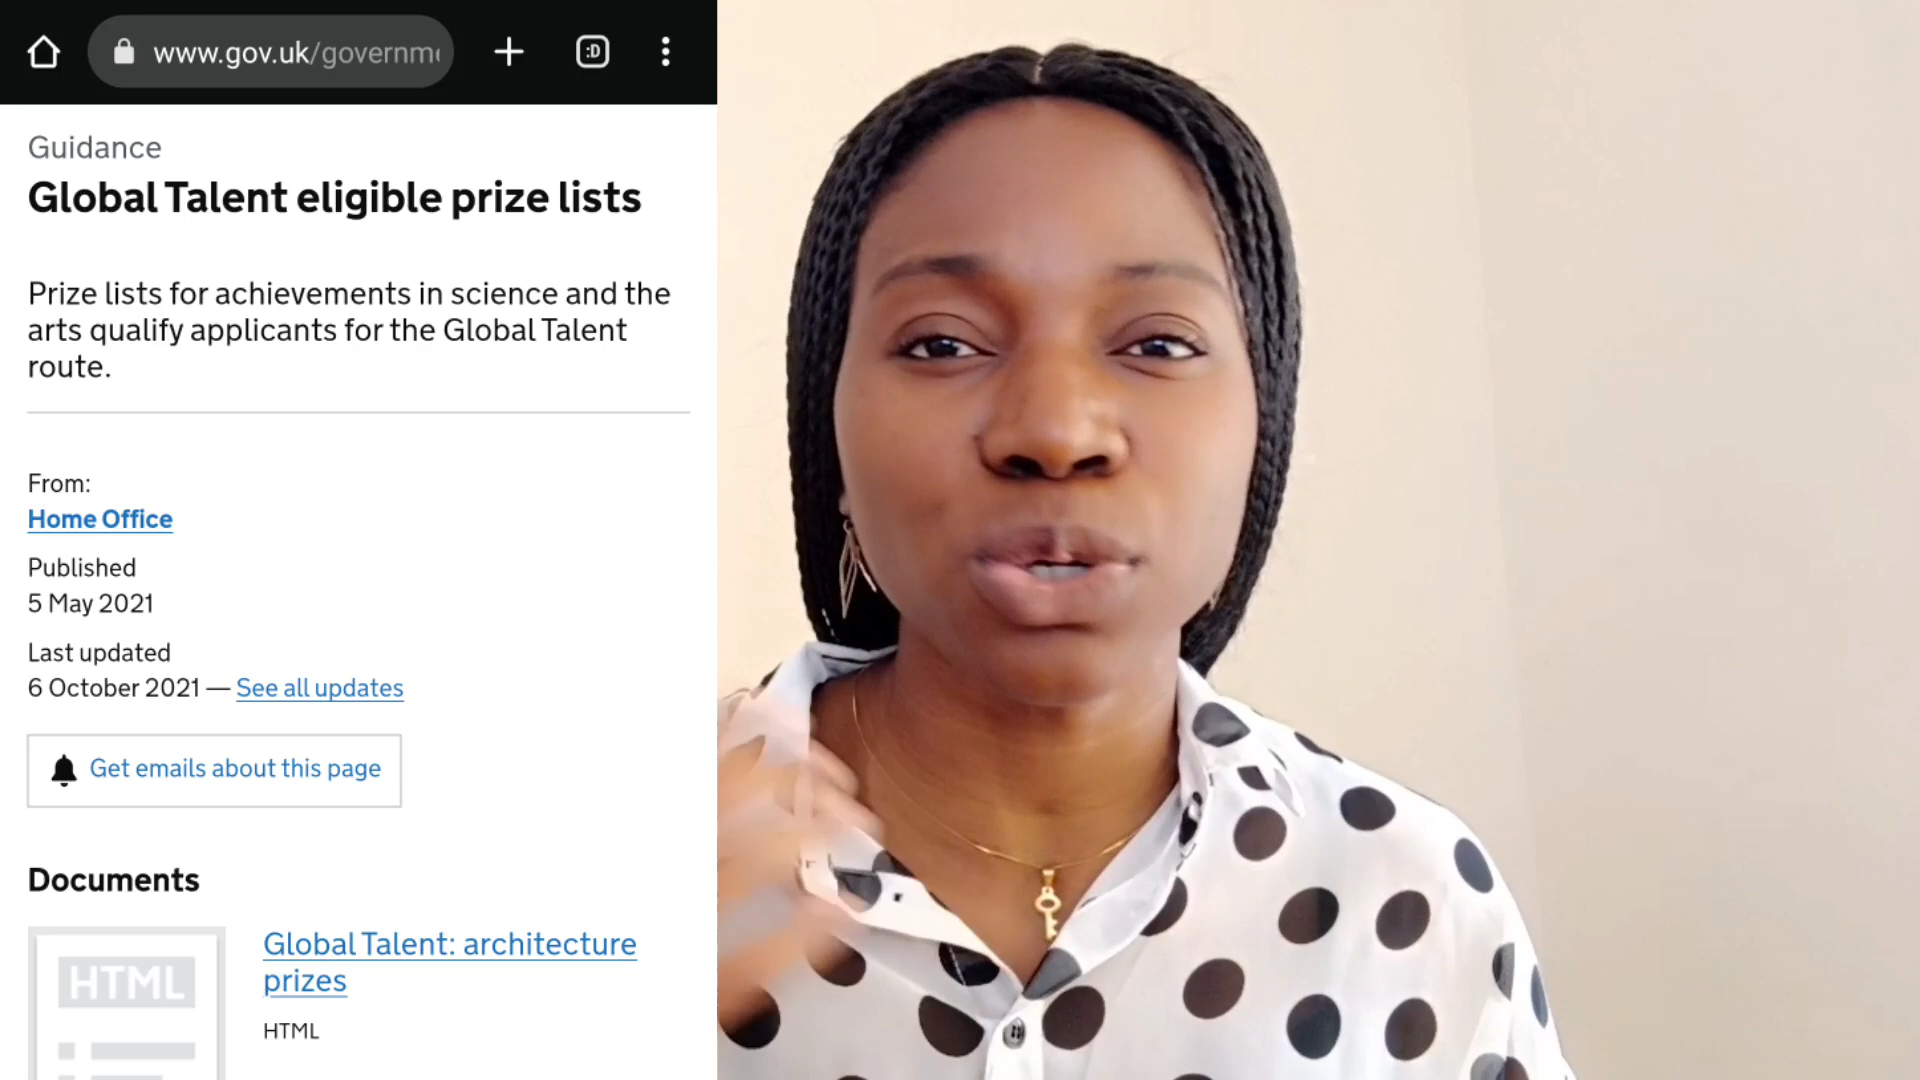 www.gov.uk/governme
:D
Guidance
Global Talent eligible prize lists
Prize lists for achievements in science and the
arts qualify applicants for the Global Talent
route.
From:
Home Office
Published
5 May 2021
Last updated
6 October 2021 — See all updates
Get emails about this page
Documents
HTML
Global Talent: architecture
prizes
HTML